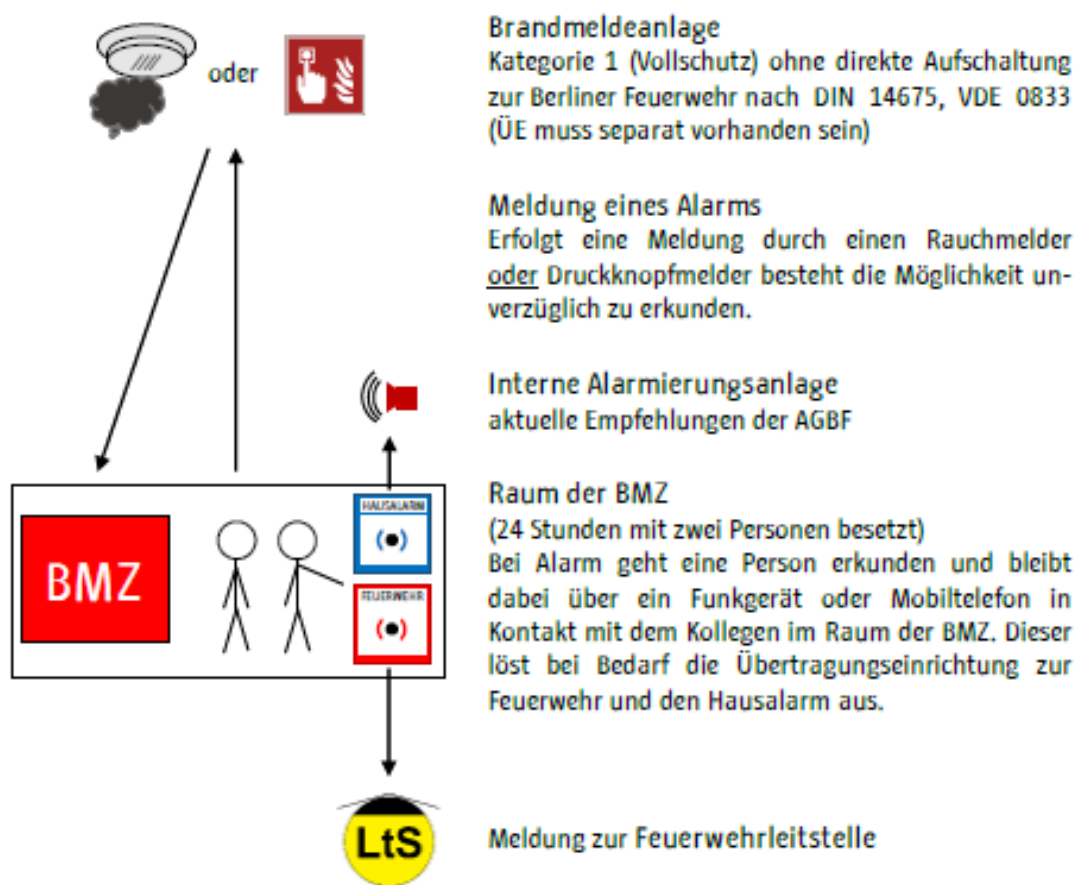 oder
Brandmeldeanlage
Kategorie 1 (Vollschutz) ohne direkte Aufschaltung
zur Berliner Feuerwehr nach DIN 14675, VDE 0833
(ÜE muss separat vorhanden sein)
Meldung eines Alarms
Erfolgt eine Meldung durch einen Rauchmelder
oder Druckknopfmelder besteht die Möglichkeit un-
verzüglich zu erkunden.
Interne Alarmierungsanlage
aktuelle Empfehlungen der AGBF
BMZ
HAUSALARM
FEUERWEHR
Raum der BMZ
(24 Stunden mit zwei Personen besetzt)
Bei Alarm geht eine Person erkunden und bleibt
dabei über ein Funkgerät oder Mobiltelefon in
Kontakt mit dem Kollegen im Raum der BMZ. Dieser
löst bei Bedarf die Übertragungseinrichtung zur
Feuerwehr und den Hausalarm aus.
LtS
Meldung zur Feuerwehrleitstelle